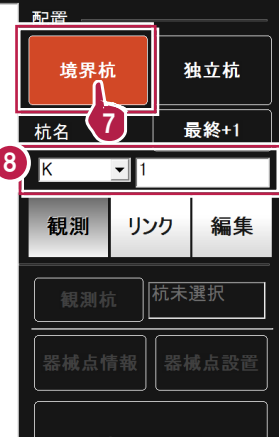 配置
境界杭 独立杭
7
杭名 最終+1
8
K 1
観測 リンク 編集
観測杭 杭未選択
器械点情報 器械点設置